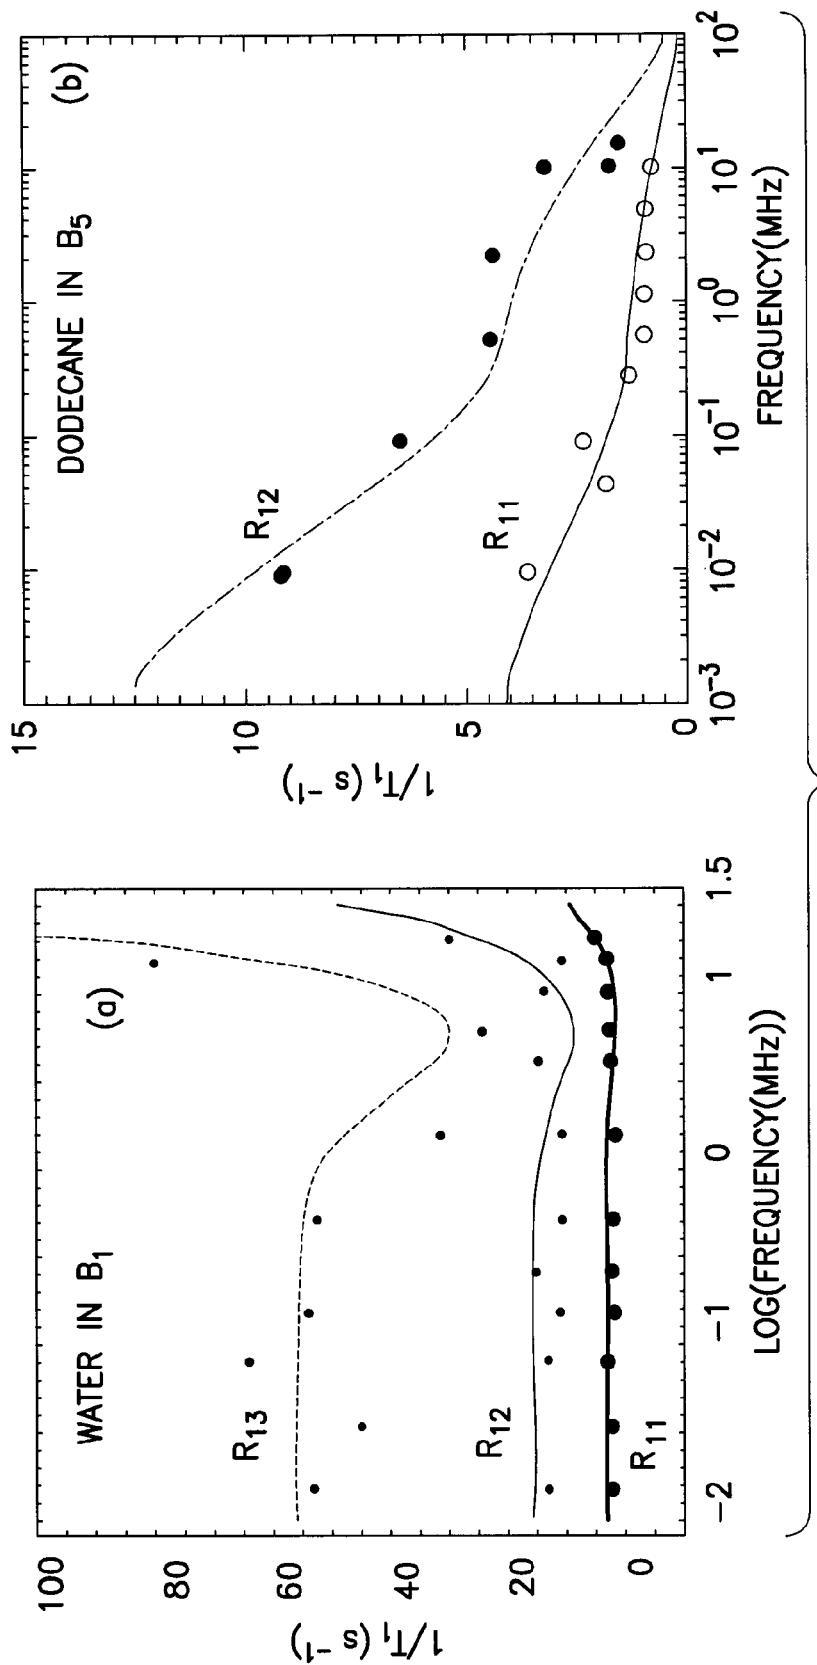 WATER IN B1
(a)
R13
R12
R11
100
80
60
40
20
0
1/T1 (s-1)
-2
-1
0
1
1.5
LOG(FREQUENCY(MHz))
DODECANE IN B5
(b)
R12
R11
15
10
5
0
1/T1 (s-1)
10-3
10-2
10-1
100
101
102
FREQUENCY(MHz)